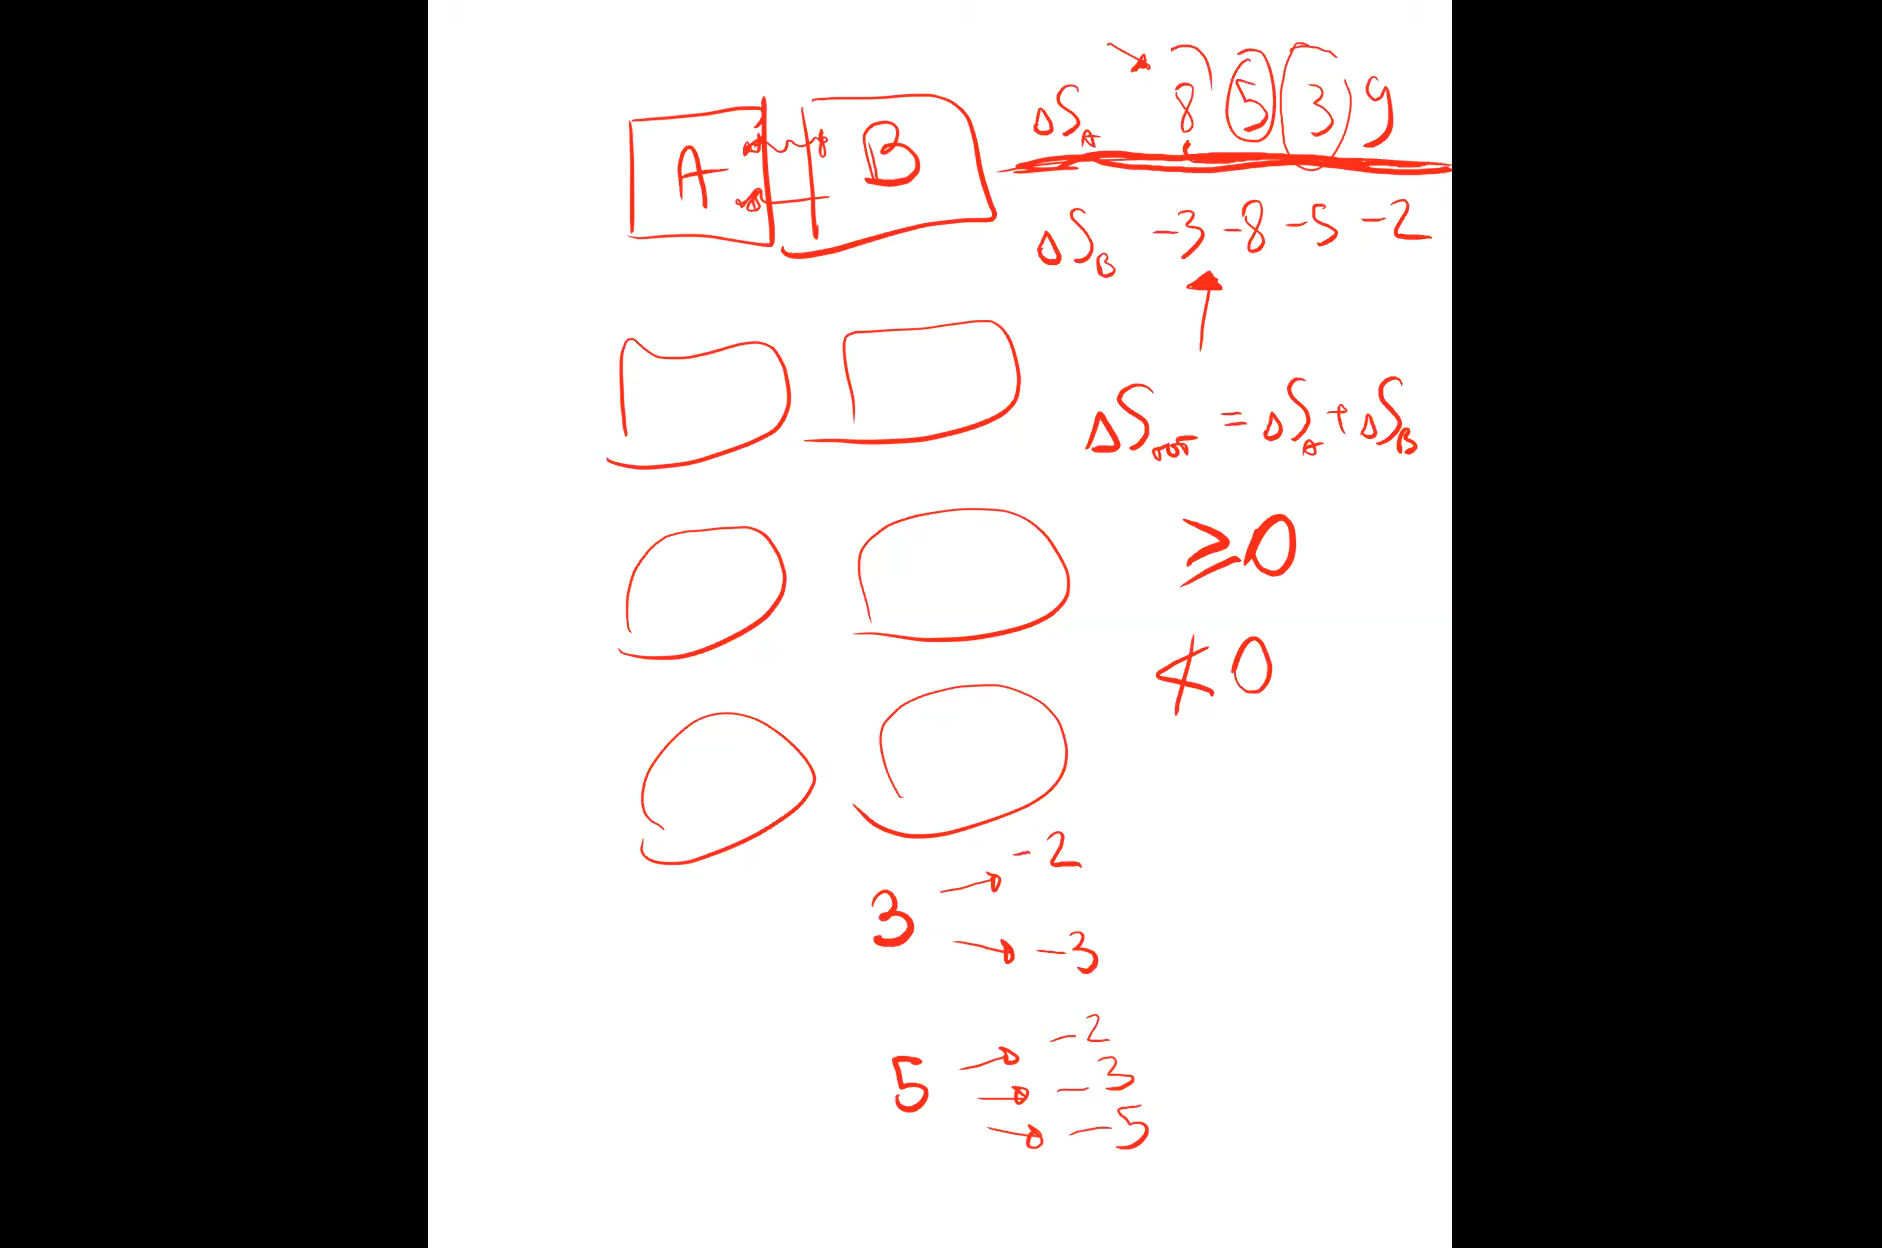 A B
ΔS_A 8 5 3 9
ΔS_B -3 -8 -5 -2
ΔS_TOT = ΔS_A + ΔS_B
≥0
≮0
3 → -2
→ -3
5 → -2
→ -3
→ -5